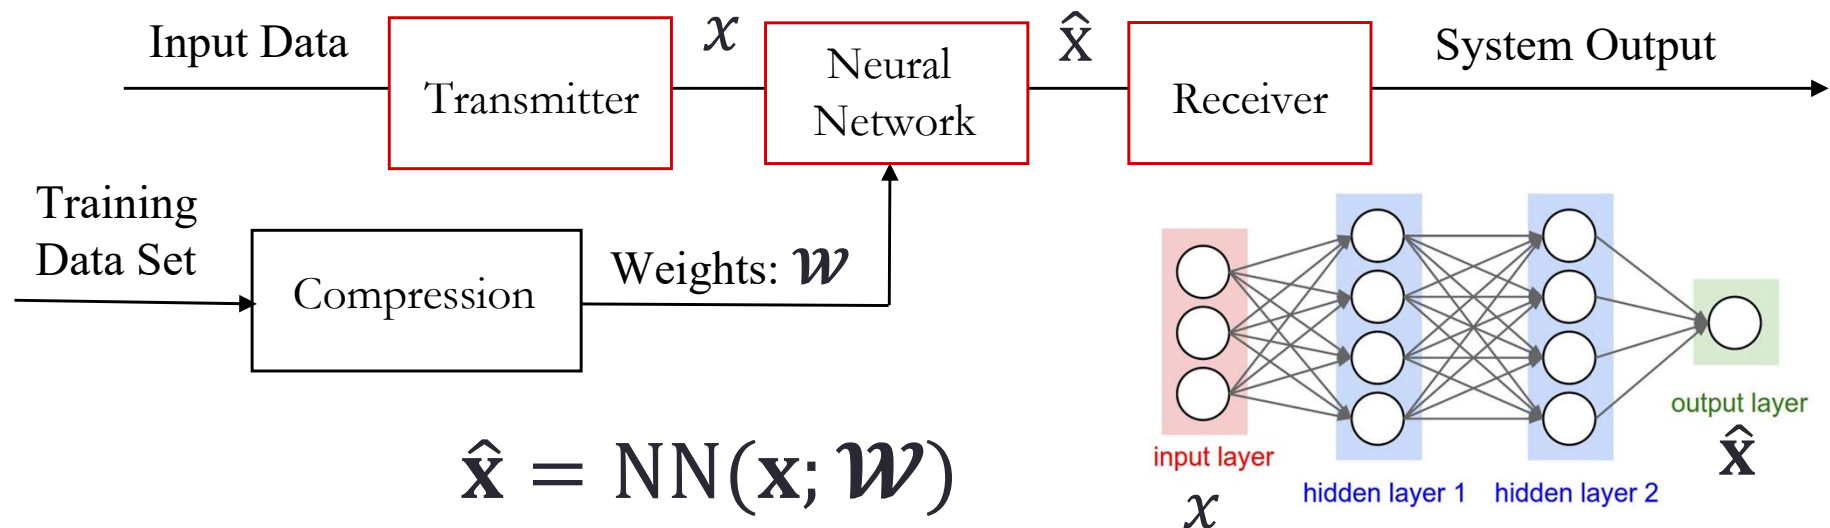 Input Data
Transmitter
𝑥
Neural
Network
x̂
Receiver
System Output
Training
Data Set
Compression
Weights: 𝓦
x̂ = NN(x; 𝓦)
input layer
𝑥
hidden layer 1
hidden layer 2
output layer
x̂